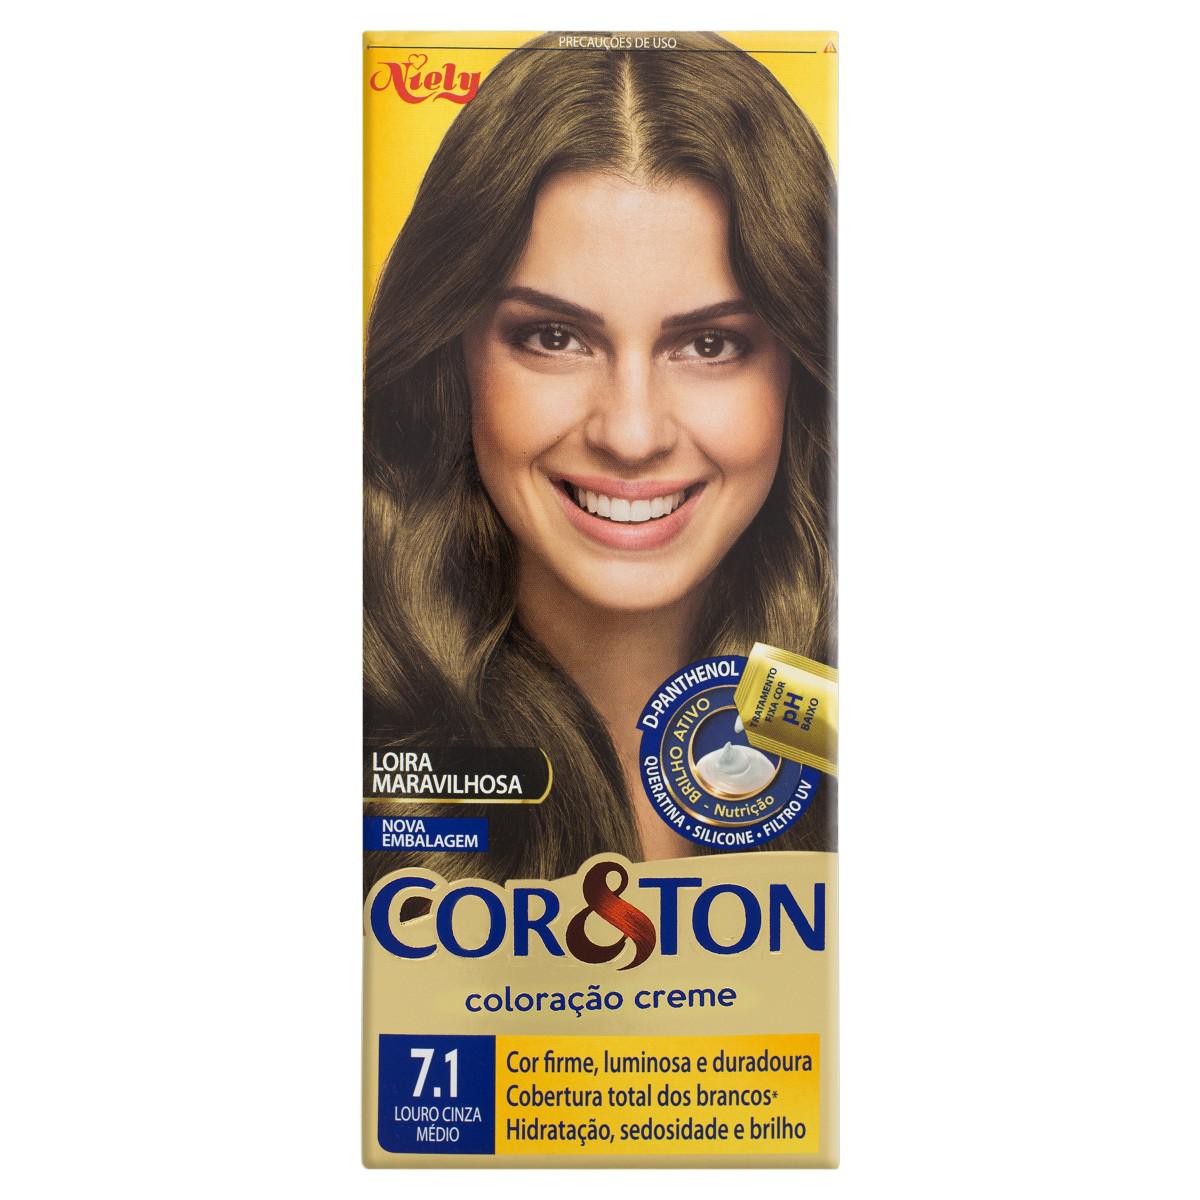 PRECAUÇÕES DE USO
Niely
D-PANTHENOL
BRILHO ATIVO
- Nutrição
QUERATINA • SILICONE • FILTRO UV
TRATAMENTO
FIXA COR
pH
BAIXO
LOIRA
MARAVILHOSA
NOVA
EMBALAGEM
COR&TON
coloração creme
7.1
LOURO CINZA
MÉDIO
Cor firme, luminosa e duradoura
Cobertura total dos brancos*
Hidratação, sedosidade e brilho